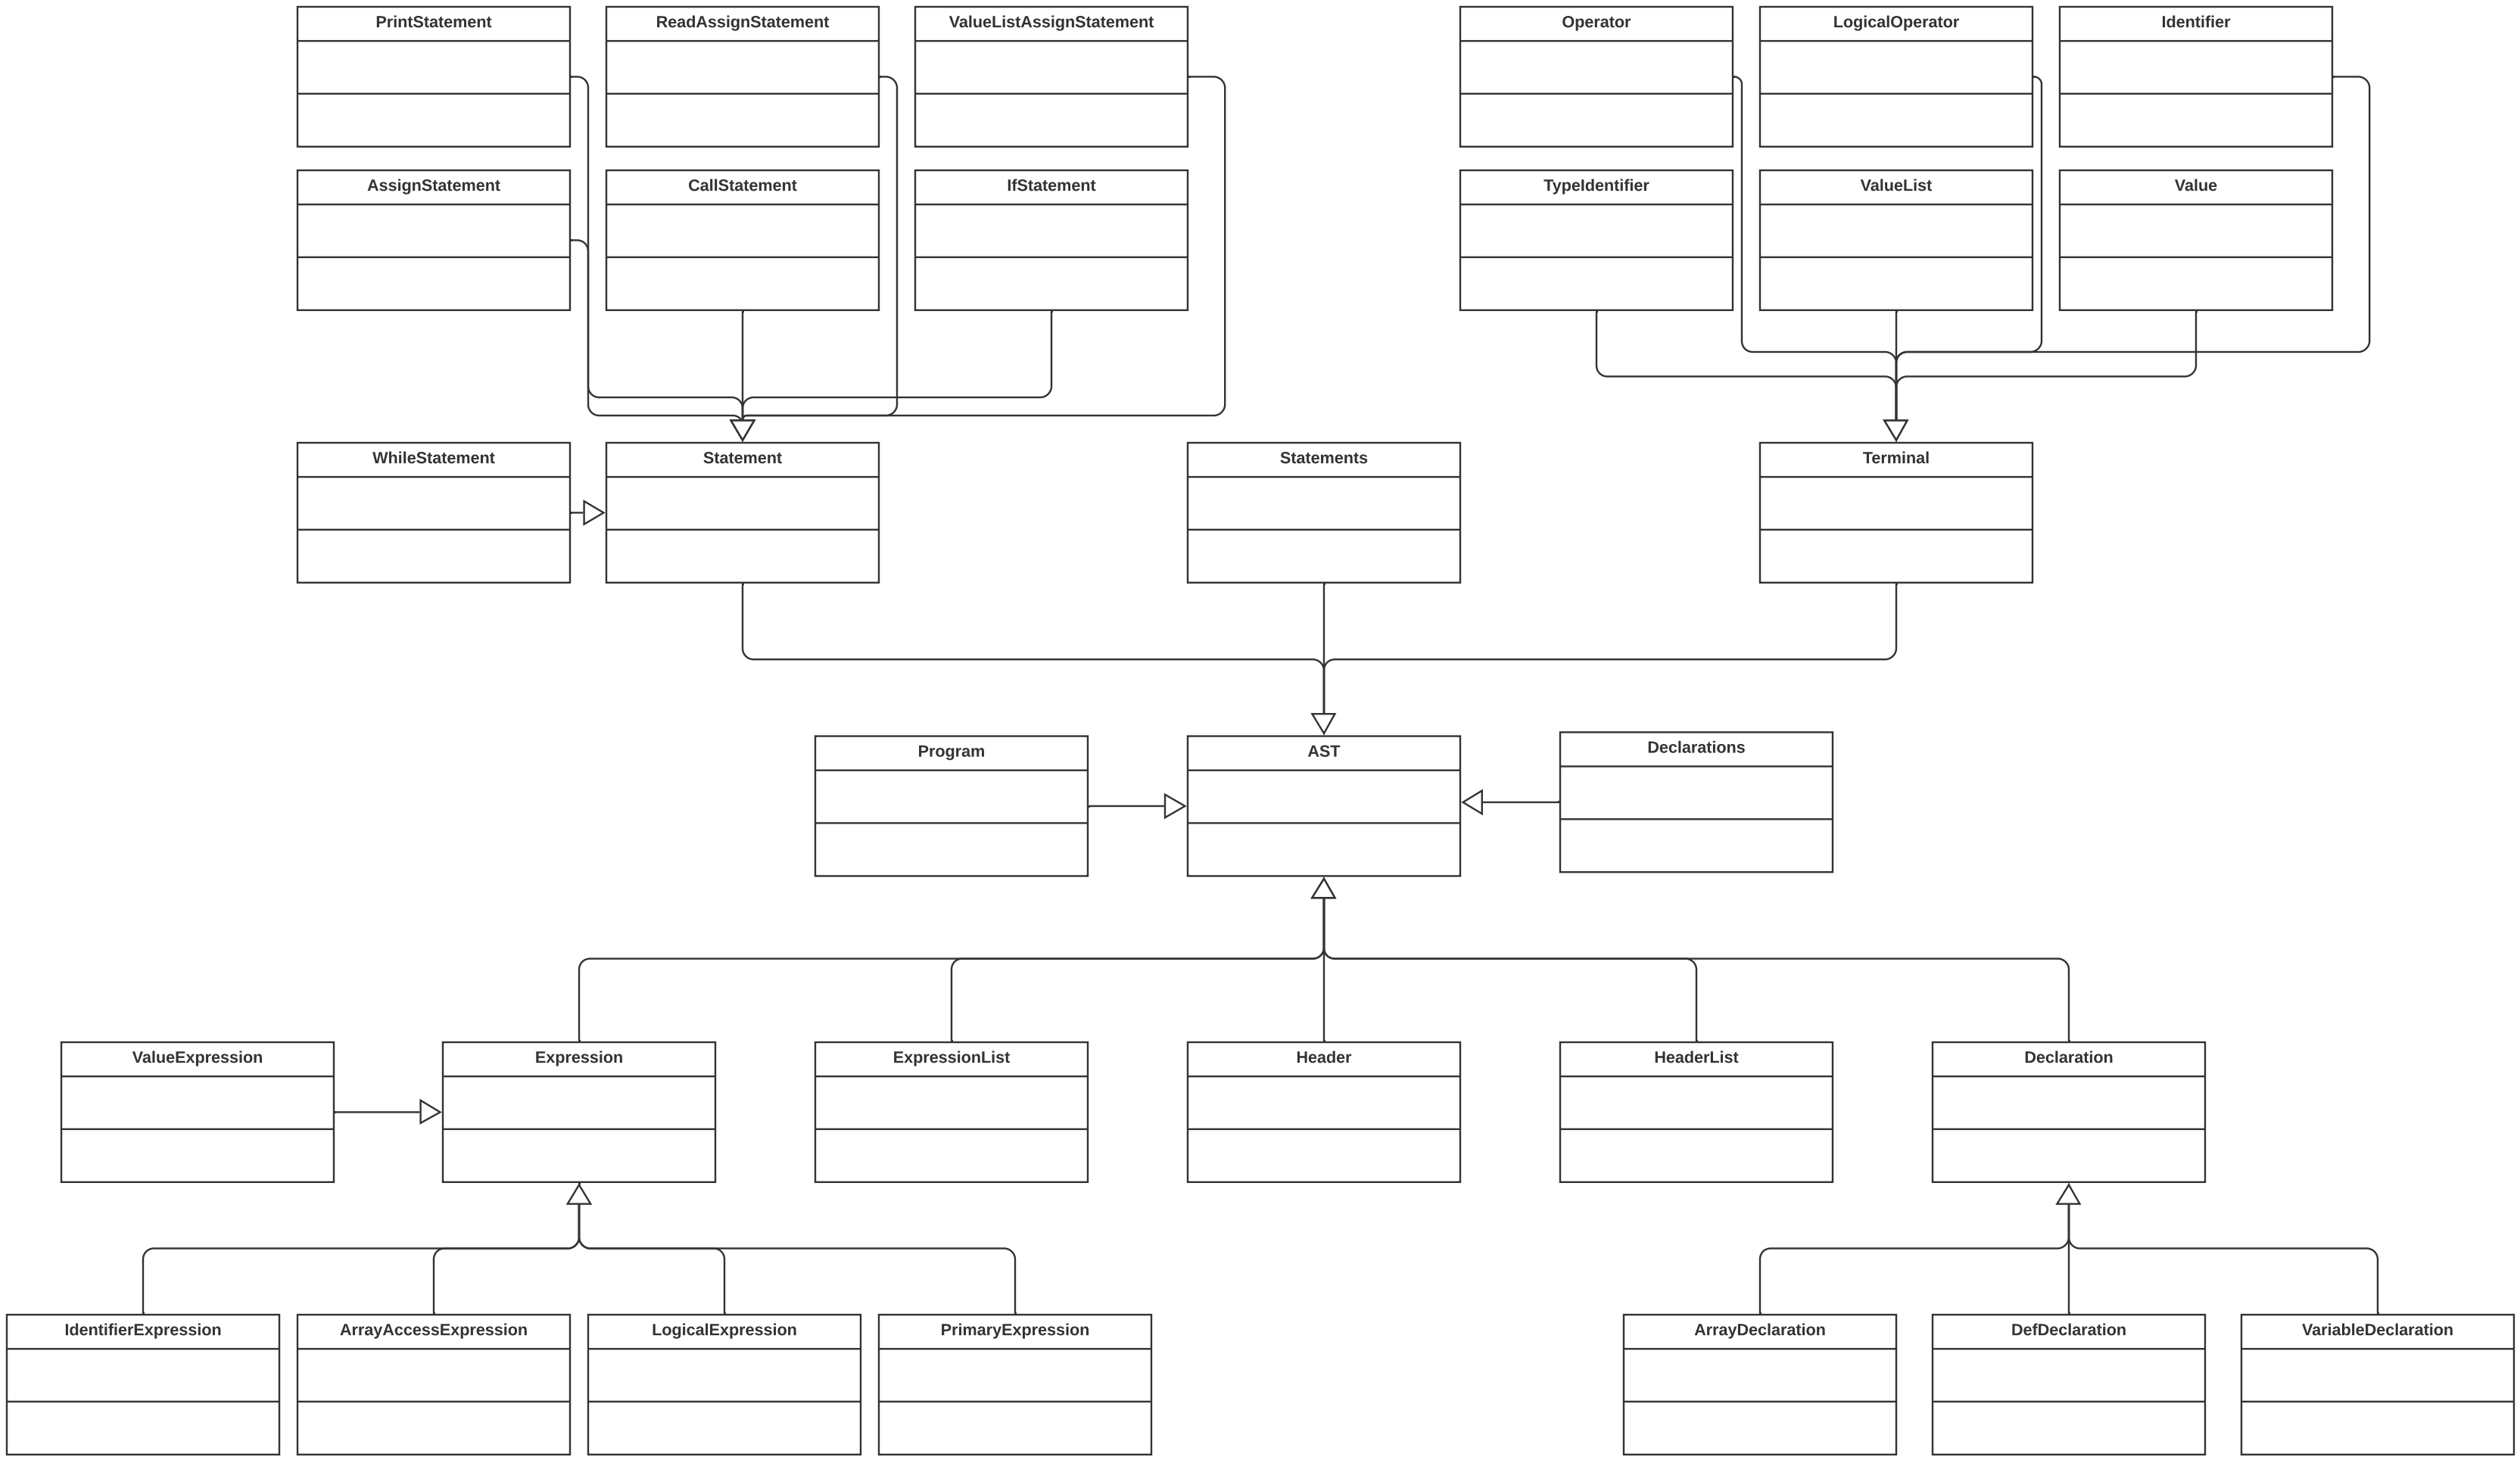 PrintStatement
ReadAssignStatement
ValueListAssignStatement
Operator
LogicalOperator
Identifier
AssignStatement
CallStatement
IfStatement
TypeIdentifier
ValueList
Value
WhileStatement
Statement
Statements
Terminal
Program
AST
Declarations
ValueExpression
Expression
ExpressionList
Header
HeaderList
Declaration
IdentifierExpression
ArrayAccessExpression
LogicalExpression
PrimaryExpression
ArrayDeclaration
DefDeclaration
VariableDeclaration